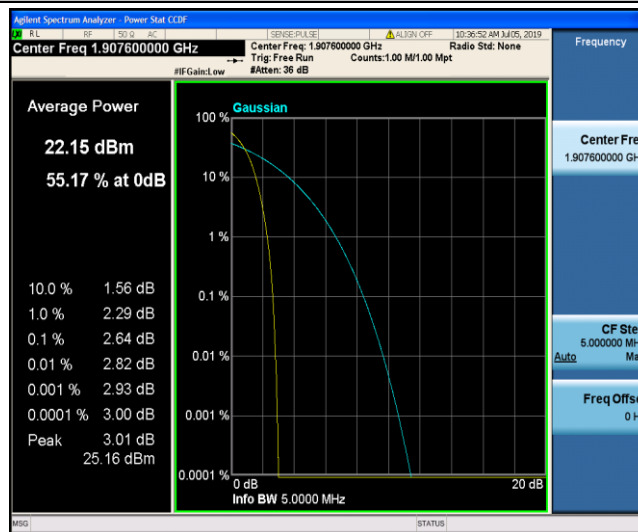 Agilent Spectrum Analyzer - Power Stat CCDF
RL RF 50 Ω AC SENSE:PULSE ALIGN OFF 10:36:52 AM Jul 05, 2019
Center Freq 1.907600000 GHz
Center Freq: 1.907600000 GHz Radio Std: None
Trig: Free Run Counts:1.00 M/1.00 Mpt
#IFGain:Low #Atten: 36 dB
Frequency
Average Power
22.15 dBm
55.17 % at 0dB
10.0 % 1.56 dB
1.0 % 2.29 dB
0.1 % 2.64 dB
0.01 % 2.82 dB
0.001 % 2.93 dB
0.0001 % 3.00 dB
Peak 3.01 dB
25.16 dBm
Gaussian
100 %
10 %
1 %
0.1 %
0.01 %
0.001 %
0.0001 %
0 dB 20 dB
Info BW 5.0000 MHz
Center Fre
1.907600000 GH
CF Ste
5.000000 MH
Auto Ma
Freq Offse
0 H
MSG STATUS